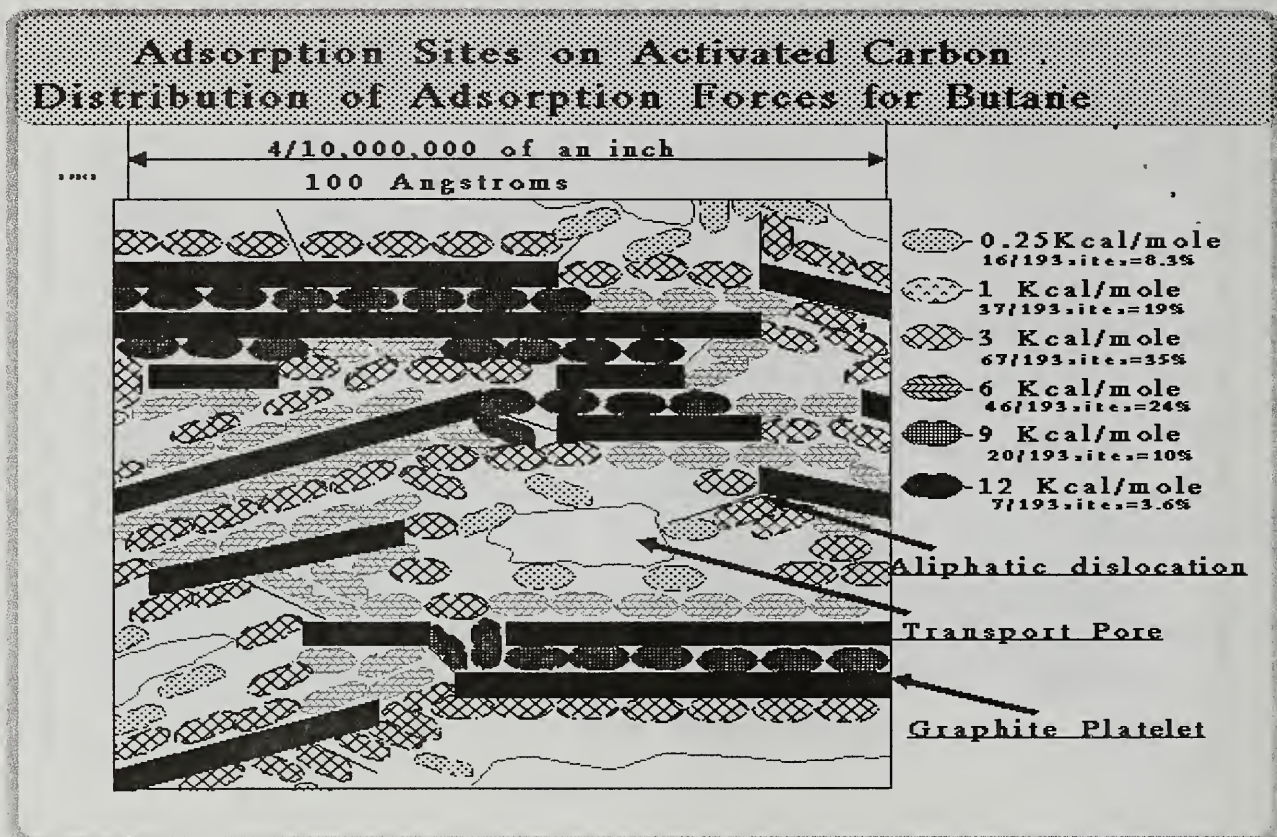 Adsorption Sites on Activated Carbon
Distribution of Adsorption Forces for Butane
4/10,000,000 of an inch
100 Angstroms
0.25Kcal/mole
16/193sites=8.3%
1 Kcal/mole
37/193sites=19%
3 Kcal/mole
67/193sites=35%
6 Kcal/mole
46/193sites=24%
9 Kcal/mole
20/193sites=10%
12 Kcal/mole
7/193sites=3.6%
Aliphatic dislocation
Transport Pore
Graphite Platelet